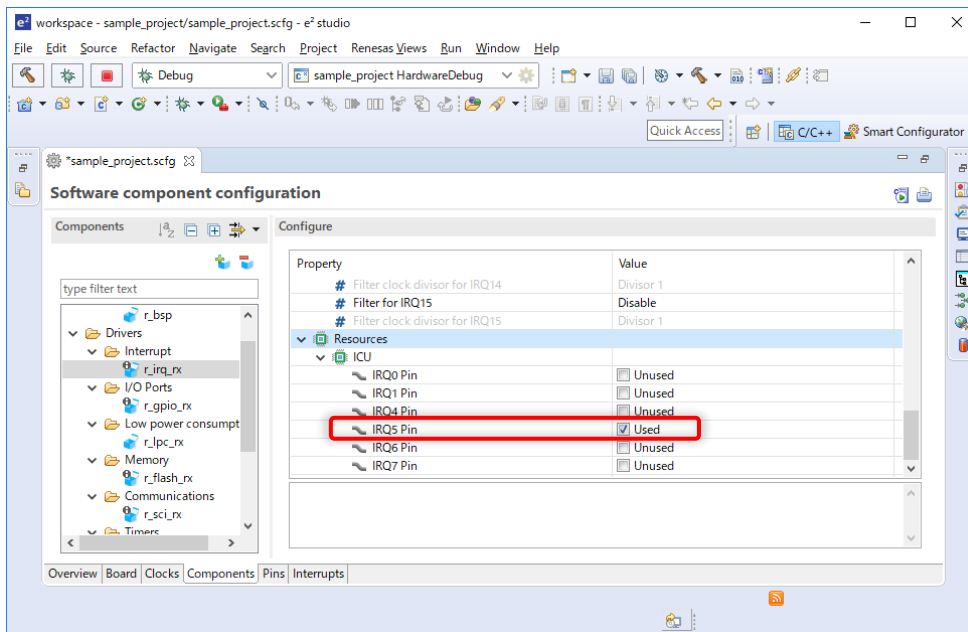 e² workspace - sample_project/sample_project.scfg - e² studio
File Edit Source Refactor Navigate Search Project Renesas Views Run Window Help
Debug sample_project HardwareDebug
Quick Access C/C++ Smart Configurator
*sample_project.scfg
Software component configuration
Components Configure
Property Value
type filter text
Filter clock divisor for IRQ14 Divisor 1
Filter for IRQ15 Disable
Filter clock divisor for IRQ15 Divisor 1
Resources
ICU
IRQ0 Pin Unused
IRQ1 Pin Unused
IRQ4 Pin Unused
IRQ5 Pin Used
IRQ6 Pin Unused
IRQ7 Pin Unused
r_bsp
Drivers
Interrupt
r_irq_rx
I/O Ports
r_gpio_rx
Low power consumpt
r_lpc_rx
Memory
r_flash_rx
Communications
r_sci_rx
Timers
Overview Board Clocks Components Pins Interrupts